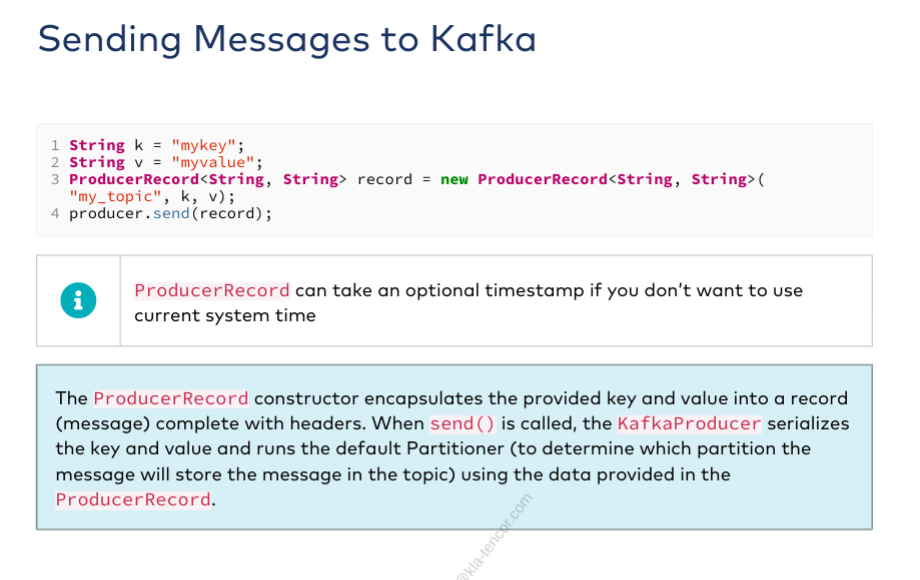 Sending Messages to Kafka
1 String k = "mykey";
2 String v = "myvalue";
3 ProducerRecord<String, String> record = new ProducerRecord<String, String>(
"my_topic", k, v);
4 producer.send(record);
ProducerRecord can take an optional timestamp if you don’t want to use
current system time
The ProducerRecord constructor encapsulates the provided key and value into a record
(message) complete with headers. When send() is called, the KafkaProducer serializes
the key and value and runs the default Partitioner (to determine which partition the
message will store the message in the topic) using the data provided in the
ProducerRecord.
@kla-tencor.com